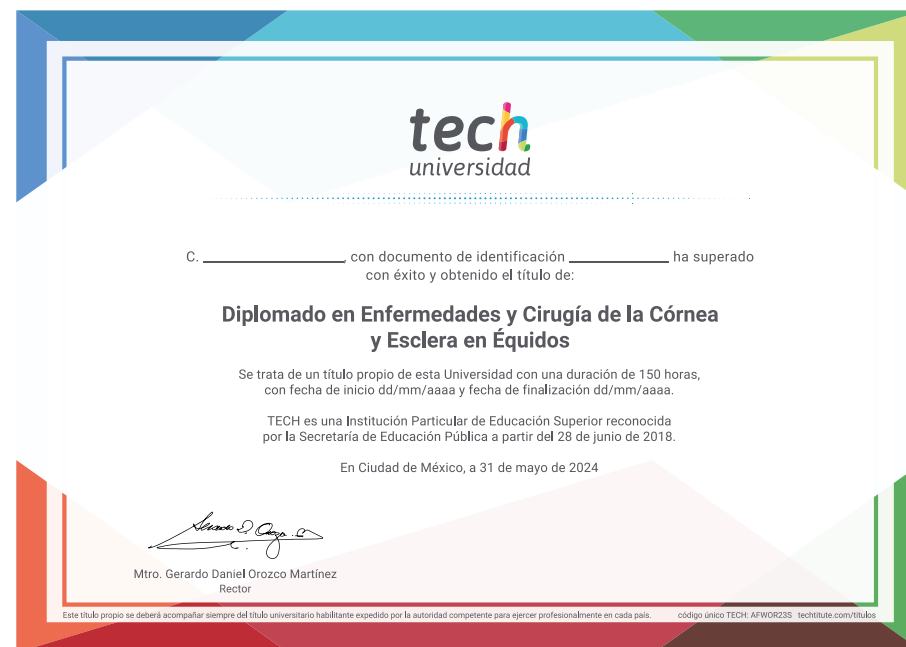 tech
universidad
C. ____________, con documento de identificación ____________ ha superado
con éxito y obtenido el título de:
Diplomado en Enfermedades y Cirugía de la Córnea
y Esclera en Équidos
Se trata de un título propio de esta Universidad con una duración de 150 horas,
con fecha de inicio dd/mm/aaaa y fecha de finalización dd/mm/aaaa.
TECH es una Institución Particular de Educación Superior reconocida
por la Secretaría de Educación Pública a partir del 28 de junio de 2018.
En Ciudad de México, a 31 de mayo de 2024
Mtro. Gerardo Daniel Orozco Martínez
Rector
Este título propio se deberá acompañar siempre del título universitario habilitante expedido por la autoridad competente para ejercer profesionalmente en cada país. código único TECH: AFWOR23S techtitute.com/titulos